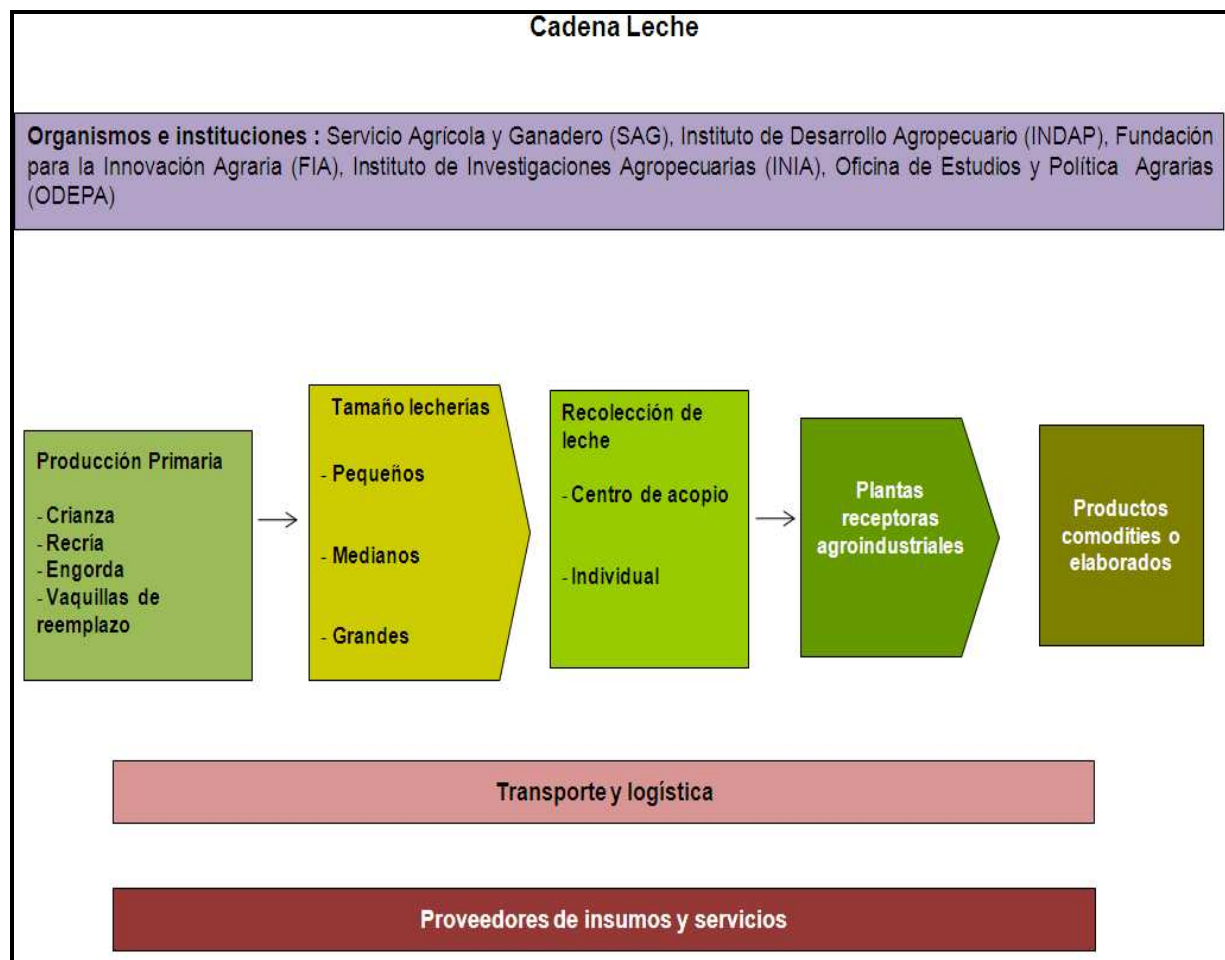 Cadena Leche
Organismos e instituciones : Servicio Agrícola y Ganadero (SAG), Instituto de Desarrollo Agropecuario (INDAP), Fundación
para la Innovación Agraria (FIA), Instituto de Investigaciones Agropecuarias (INIA), Oficina de Estudios y Política Agrarias
(ODEPA)
Producción Primaria
- Crianza
- Recría
- Engorda
- Vaquillas de
reemplazo
Tamaño lecherías
- Pequeños
- Medianos
- Grandes
Recolección de
leche
- Centro de acopio
- Individual
Plantas
receptoras
agroindustriales
Productos
comodities o
elaborados
Transporte y logística
Proveedores de insumos y servicios